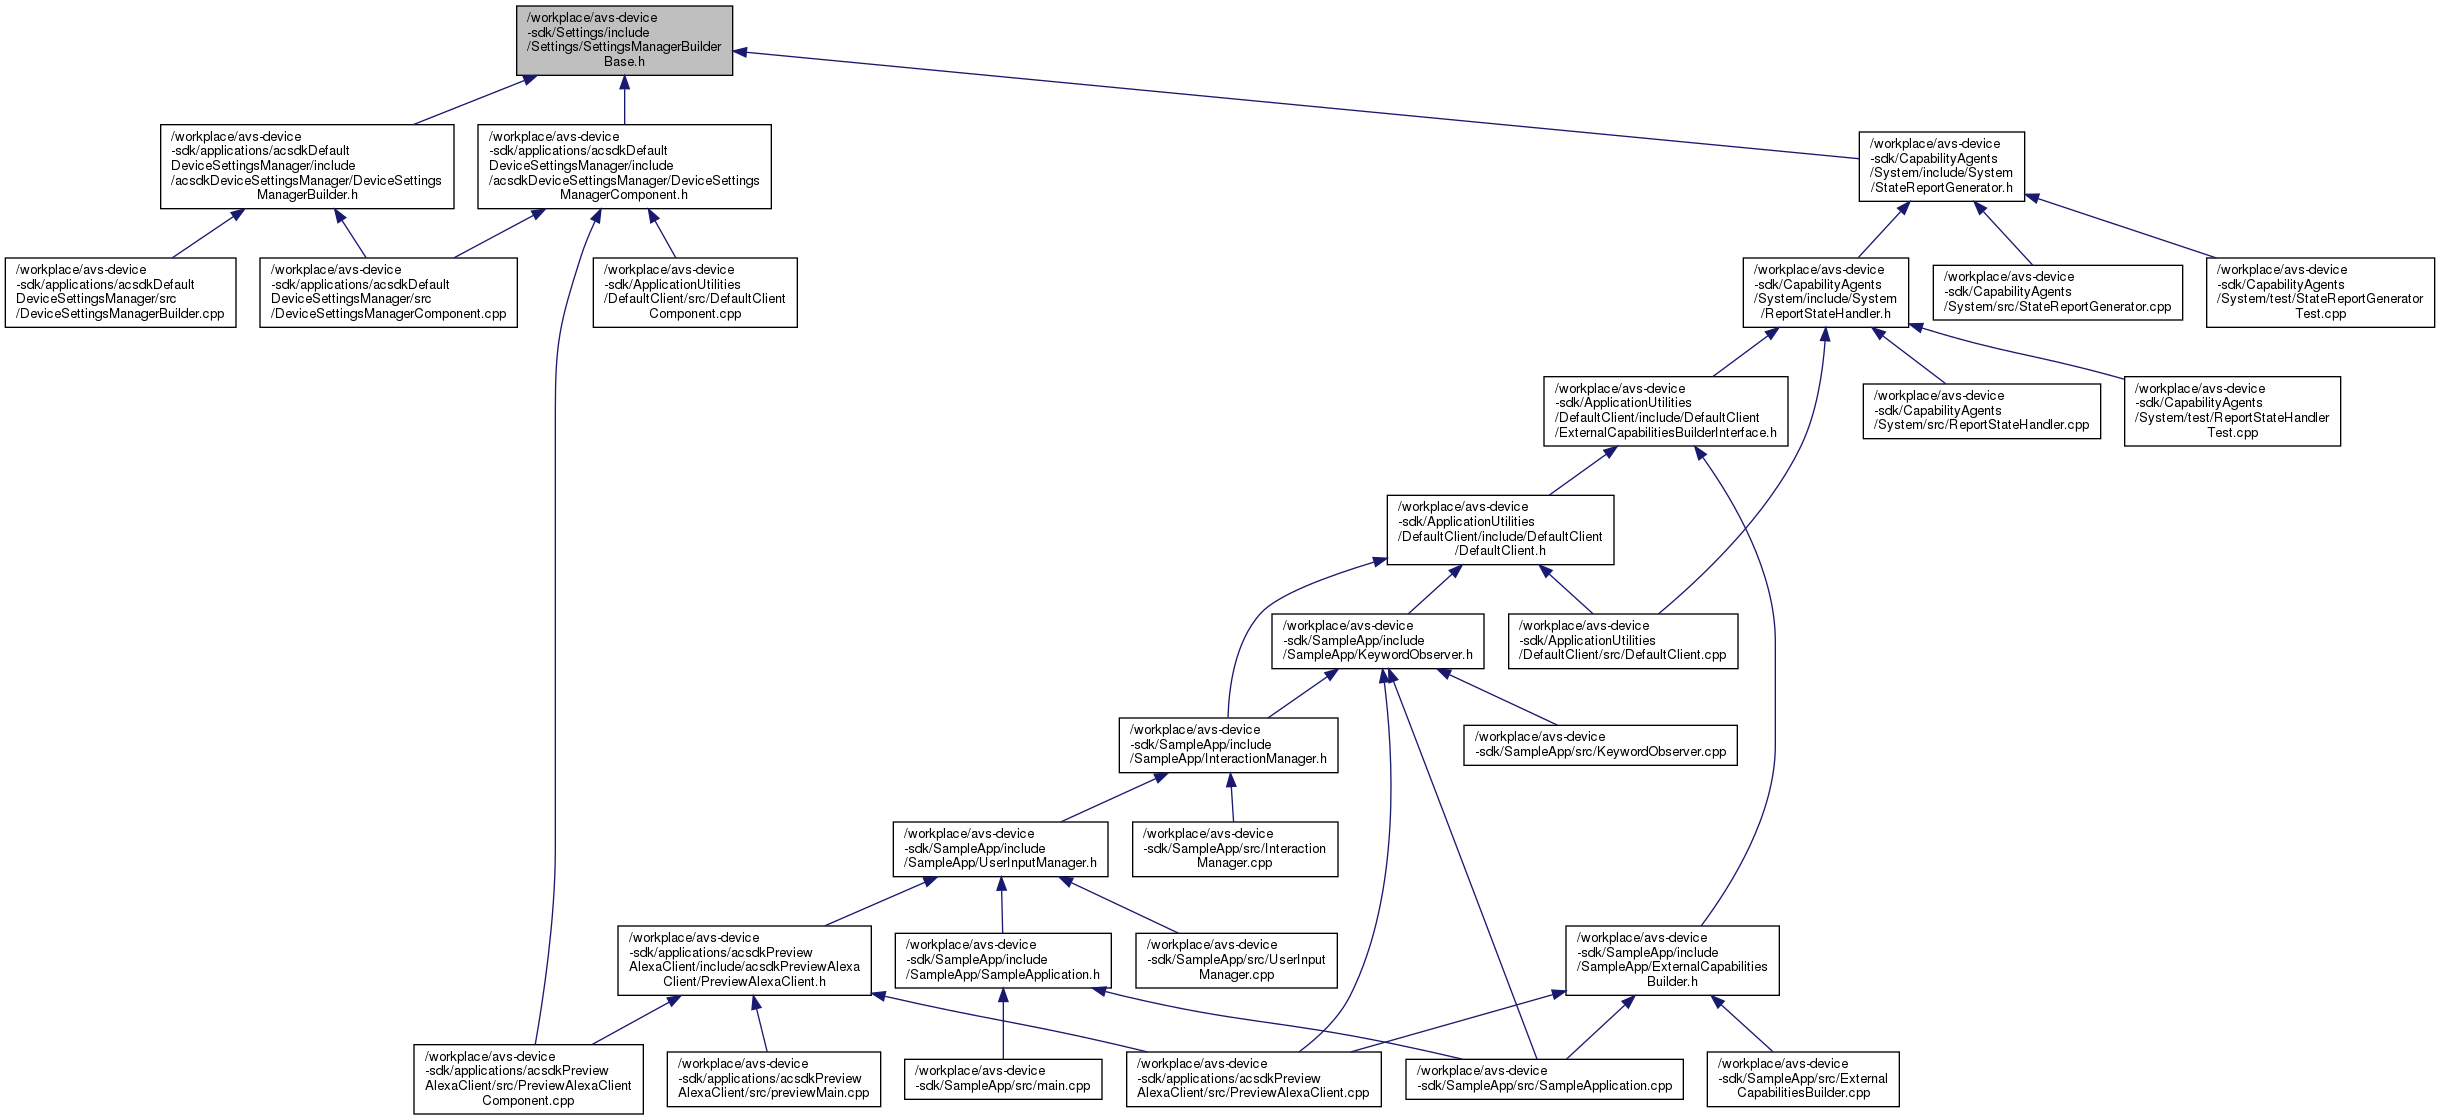 /workplace/avs-device
-sdk/Settings/include
/Settings/SettingsManagerBuilder
Base.h
/workplace/avs-device
-sdk/applications/acsdkDefault
DeviceSettingsManager/include
/acsdkDeviceSettingsManager/DeviceSettings
ManagerBuilder.h
/workplace/avs-device
-sdk/applications/acsdkDefault
DeviceSettingsManager/include
/acsdkDeviceSettingsManager/DeviceSettings
ManagerComponent.h
/workplace/avs-device
-sdk/CapabilityAgents
/System/include/System
/StateReportGenerator.h
/workplace/avs-device
-sdk/applications/acsdkDefault
DeviceSettingsManager/src
/DeviceSettingsManagerBuilder.cpp
/workplace/avs-device
-sdk/applications/acsdkDefault
DeviceSettingsManager/src
/DeviceSettingsManagerComponent.cpp
/workplace/avs-device
-sdk/ApplicationUtilities
/DefaultClient/src/DefaultClient
Component.cpp
/workplace/avs-device
-sdk/CapabilityAgents
/System/include/System
/ReportStateHandler.h
/workplace/avs-device
-sdk/CapabilityAgents
/System/src/StateReportGenerator.cpp
/workplace/avs-device
-sdk/CapabilityAgents
/System/test/StateReportGenerator
Test.cpp
/workplace/avs-device
-sdk/ApplicationUtilities
/DefaultClient/include/DefaultClient
/ExternalCapabilitiesBuilderInterface.h
/workplace/avs-device
-sdk/CapabilityAgents
/System/src/ReportStateHandler.cpp
/workplace/avs-device
-sdk/CapabilityAgents
/System/test/ReportStateHandler
Test.cpp
/workplace/avs-device
-sdk/ApplicationUtilities
/DefaultClient/include/DefaultClient
/DefaultClient.h
/workplace/avs-device
-sdk/SampleApp/include
/SampleApp/KeywordObserver.h
/workplace/avs-device
-sdk/ApplicationUtilities
/DefaultClient/src/DefaultClient.cpp
/workplace/avs-device
-sdk/SampleApp/include
/SampleApp/InteractionManager.h
/workplace/avs-device
-sdk/SampleApp/src/KeywordObserver.cpp
/workplace/avs-device
-sdk/SampleApp/include
/SampleApp/UserInputManager.h
/workplace/avs-device
-sdk/SampleApp/src/Interaction
Manager.cpp
/workplace/avs-device
-sdk/applications/acsdkPreview
AlexaClient/include/acsdkPreviewAlexa
Client/PreviewAlexaClient.h
/workplace/avs-device
-sdk/SampleApp/include
/SampleApp/SampleApplication.h
/workplace/avs-device
-sdk/SampleApp/src/UserInput
Manager.cpp
/workplace/avs-device
-sdk/SampleApp/include
/SampleApp/ExternalCapabilities
Builder.h
/workplace/avs-device
-sdk/applications/acsdkPreview
AlexaClient/src/PreviewAlexaClient
Component.cpp
/workplace/avs-device
-sdk/applications/acsdkPreview
AlexaClient/src/previewMain.cpp
/workplace/avs-device
-sdk/SampleApp/src/main.cpp
/workplace/avs-device
-sdk/applications/acsdkPreview
AlexaClient/src/PreviewAlexaClient.cpp
/workplace/avs-device
-sdk/SampleApp/src/SampleApplication.cpp
/workplace/avs-device
-sdk/SampleApp/src/External
CapabilitiesBuilder.cpp